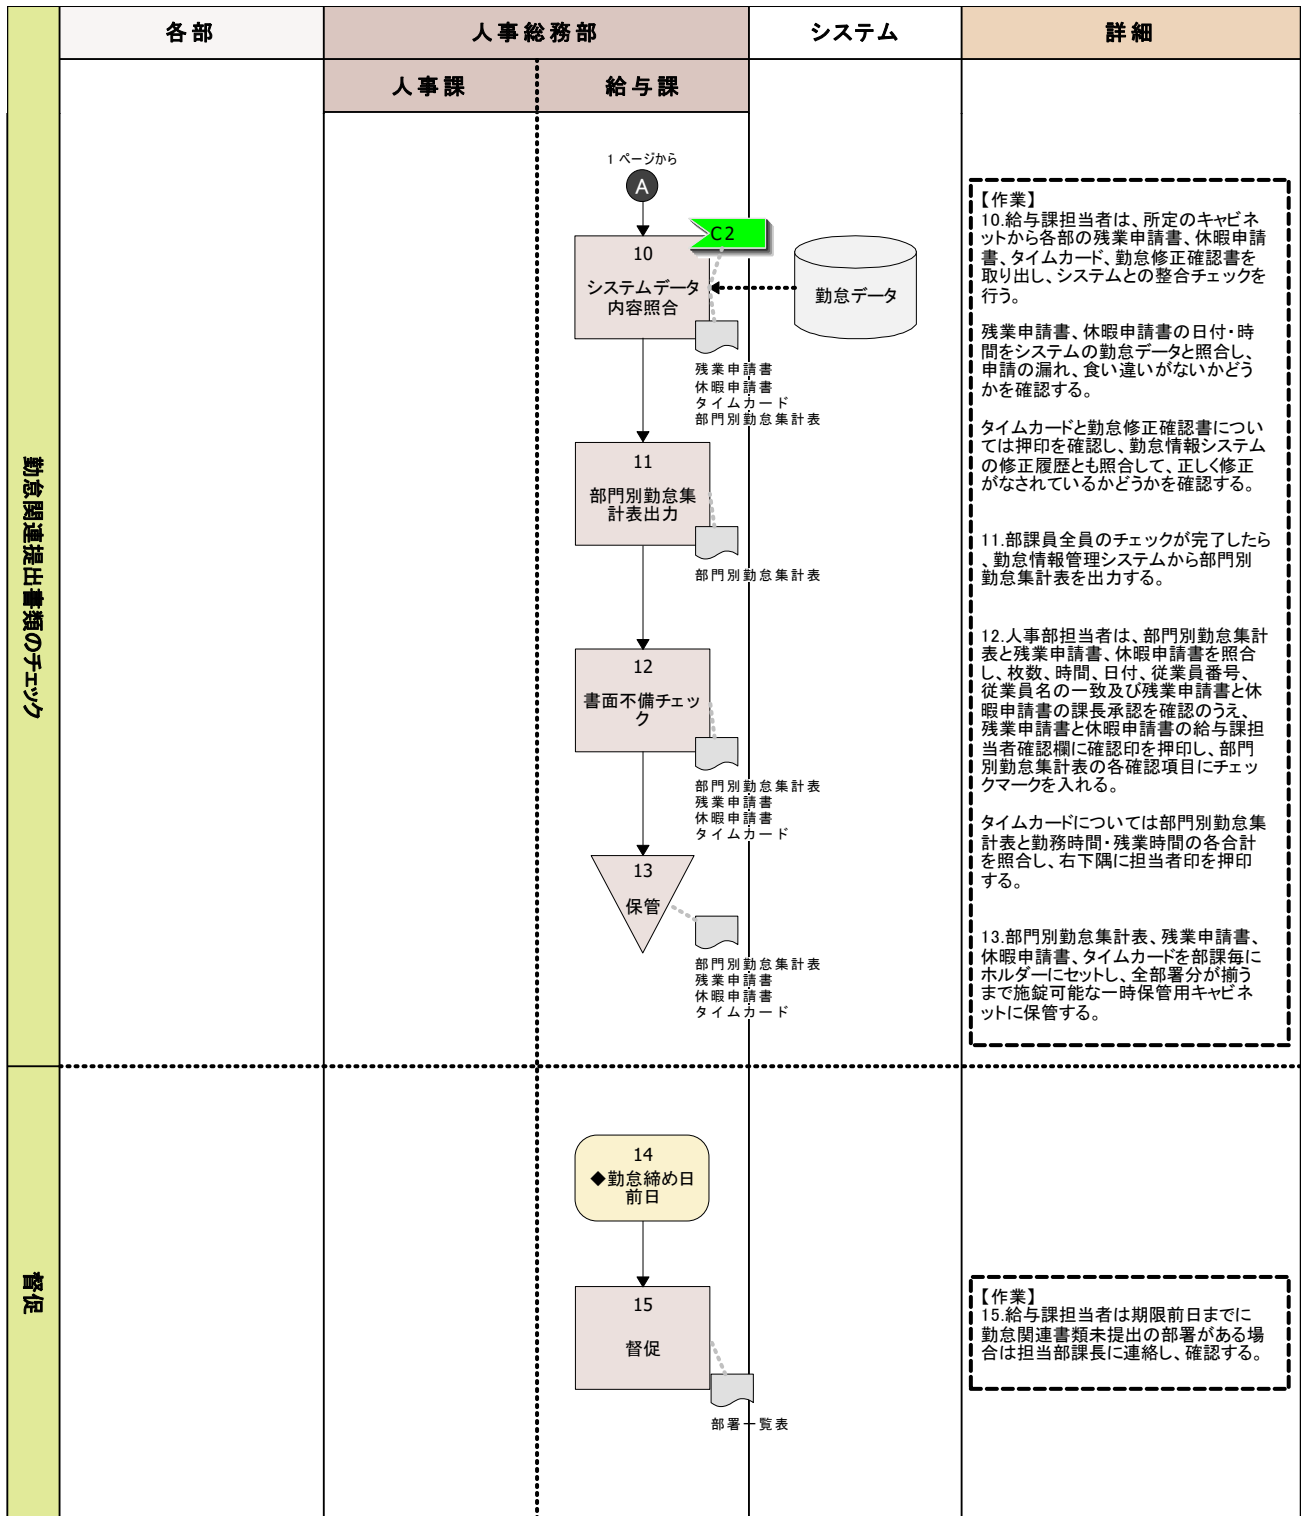 各部
人事総務部
システム
詳細
人事課
給与課
勤怠関連提出書類のチェック
1 ページから
A
C2
10
システムデータ
内容照合
勤怠データ
残業申請書
休暇申請書
タイムカード
部門別勤怠集計表
11
部門別勤怠集
計表出力
部門別勤怠集計表
12
書面不備チェッ
ク
部門別勤怠集計表
残業申請書
休暇申請書
タイムカード
13
保管
部門別勤怠集計表
残業申請書
休暇申請書
タイムカード
【作業】
10.給与課担当者は、所定のキャビネ
ットから各部の残業申請書、休暇申請
書、タイムカード、勤怠修正確認書を
取り出し、システムとの整合チェックを
行う。
残業申請書、休暇申請書の日付・時
間をシステムの勤怠データと照合し、
申請の漏れ、食い違いがないかどう
かを確認する。
タイムカードと勤怠修正確認書につい
ては押印を確認し、勤怠情報システム
の修正履歴とも照合して、正しく修正
がなされているかどうかを確認する。
11.部課員全員のチェックが完了したら
、勤怠情報管理システムから部門別
勤怠集計表を出力する。
12.人事部担当者は、部門別勤怠集計
表と残業申請書、休暇申請書を照合
し、枚数、時間、日付、従業員番号、
従業員名の一致及び残業申請書と休
暇申請書の課長承認を確認のうえ、
残業申請書と休暇申請書の給与課担
当者確認欄に確認印を押印し、部門
別勤怠集計表の各確認項目にチェッ
クマークを入れる。
タイムカードについては部門別勤怠集
計表と勤務時間・残業時間の各合計
を照合し、右下隅に担当者印を押印
する。
13.部門別勤怠集計表、残業申請書、
休暇申請書、タイムカードを部課毎に
ホルダーにセットし、全部署分が揃う
まで施錠可能な一時保管用キャビネ
ットに保管する。
督促
14
◆勤怠締め日
前日
15
督促
部署一覧表
【作業】
15.給与課担当者は期限前日までに
勤怠関連書類未提出の部署がある場
合は担当部課長に連絡し、確認する。